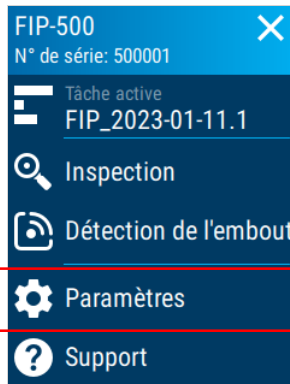 FIP-500
N° de série: 500001
Tâche active
FIP_2023-01-11.1
Inspection
Détection de l'embout
Paramètres
Support